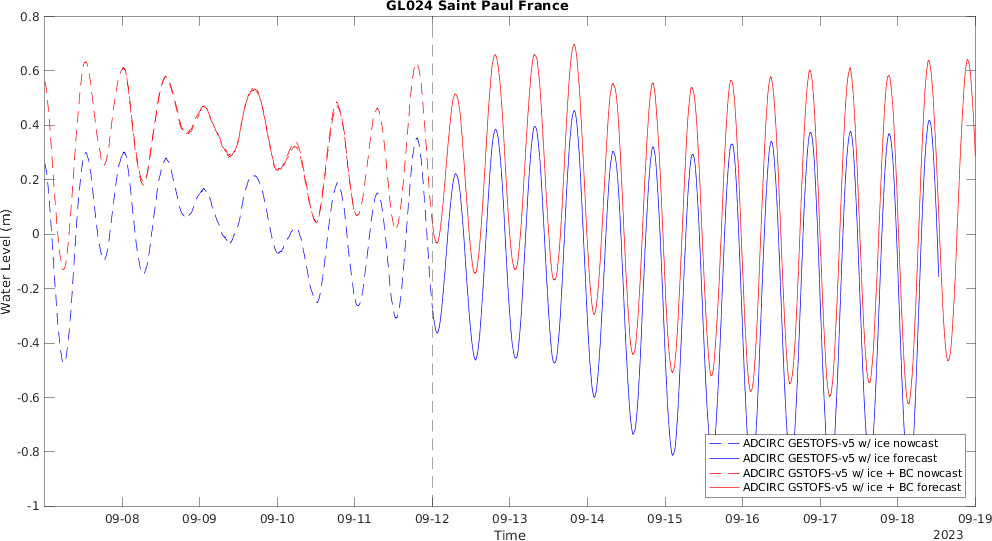 GL024 Saint Paul France
Water Level (m)
0.8
0.6
0.4
0.2
0
-0.2
-0.4
-0.6
-0.8
-1
ADCIRC GESTOFS-v5 w/ ice nowcast
ADCIRC GESTOFS-v5 w/ ice forecast
ADCIRC GSTOFS-v5 w/ ice + BC nowcast
ADCIRC GSTOFS-v5 w/ ice + BC forecast
09-08 09-09 09-10 09-11 09-12 09-13 09-14 09-15 09-16 09-17 09-18 09-19
Time
2023